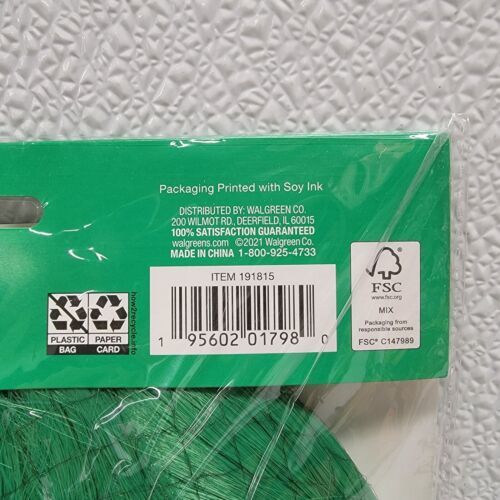 Packaging Printed with Soy Ink
DISTRIBUTED BY: WALGREEN CO.
200 WILMOT RD., DEERFIELD, IL 60015
100% SATISFACTION GUARANTEED
walgreens.com ©2021 Walgreen Co.
MADE IN CHINA 1-800-925-4733
ITEM 191815
1 95602 01798 0
PLASTIC BAG
PAPER CARD
how2recycle.info
FSC
www.fsc.org
MIX
Packaging from
responsible sources
FSC® C147989